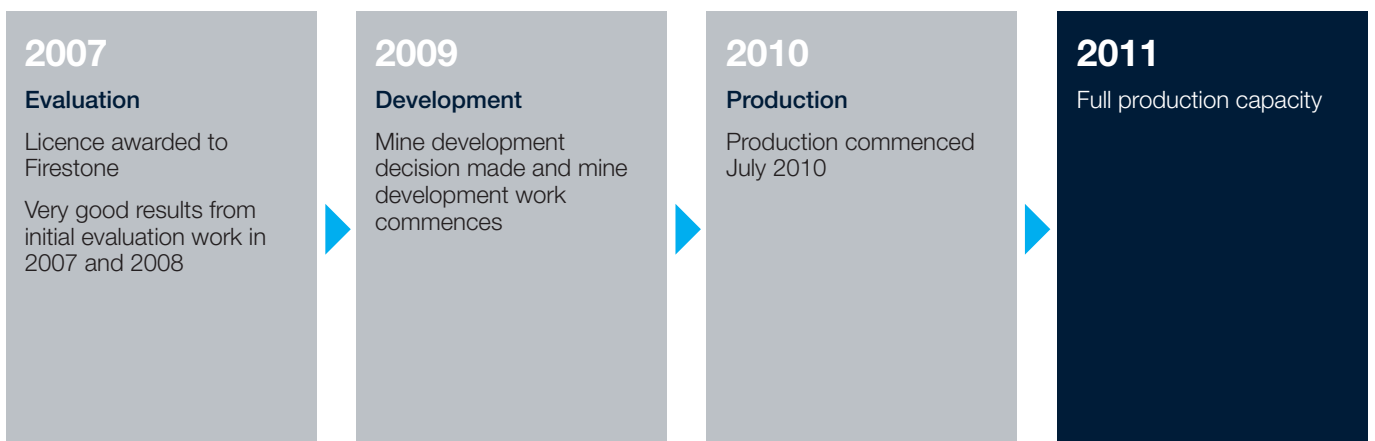 2007
Evaluation
Licence awarded to
Firestone
Very good results from
initial evaluation work in
2007 and 2008
2009
Development
Mine development
decision made and mine
development work
commences
2010
Production
Production commenced
July 2010
2011
Full production capacity